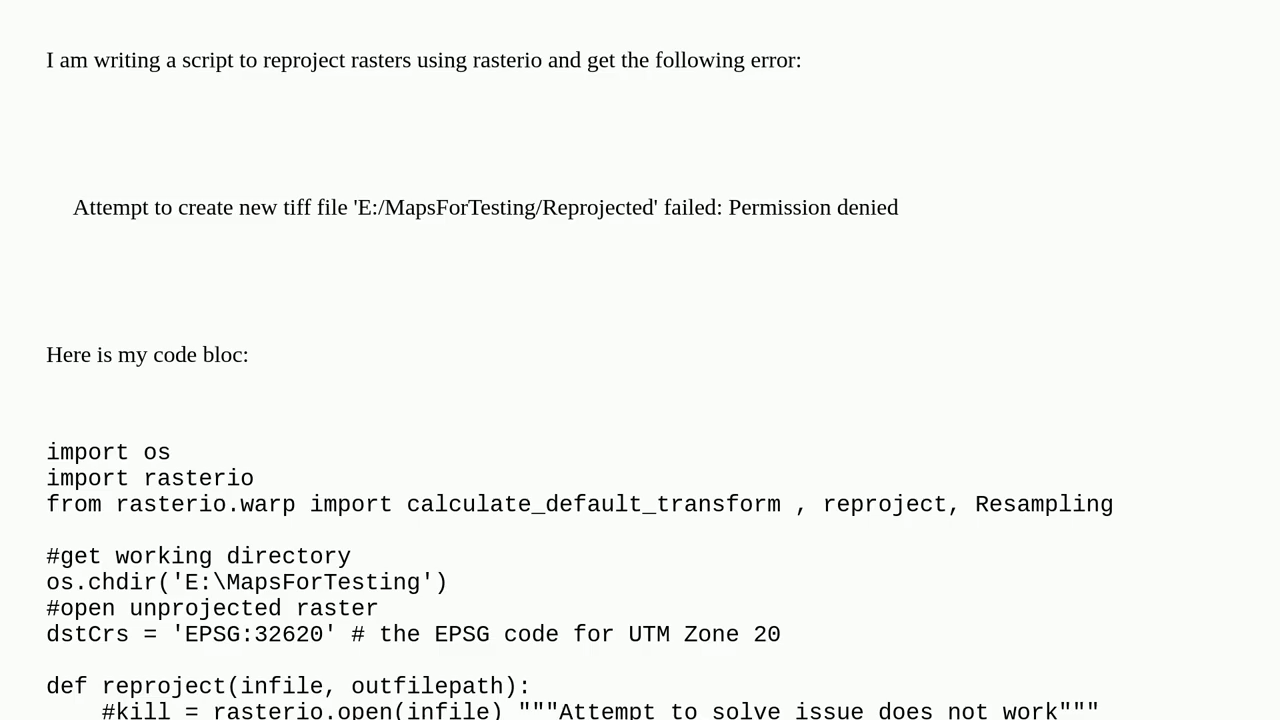 I am writing a script to reproject rasters using rasterio and get the following error:
Attempt to create new tiff file 'E:/MapsForTesting/Reprojected' failed: Permission denied
Here is my code bloc:
import os
import rasterio
from rasterio.warp import calculate_default_transform , reproject, Resampling
#get working directory
os.chdir('E:\MapsForTesting')
#open unprojected raster
dstCrs = 'EPSG:32620' # the EPSG code for UTM Zone 20
def reproject(infile, outfilepath):
    #kill = rasterio.open(infile) """Attempt to solve issue does not work"""